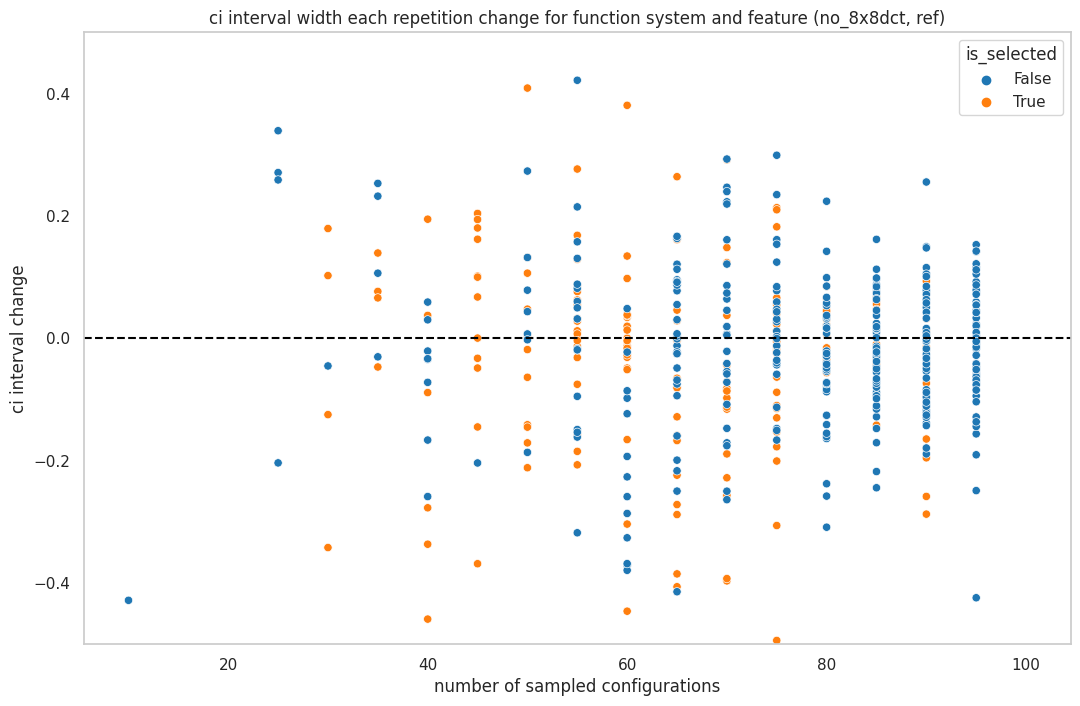 ci interval width each repetition change for function system and feature (no_8x8dct, ref)
is_selected
False
True
ci interval change
0.4
0.2
0.0
−0.2
−0.4
20
40
60
80
100
number of sampled configurations